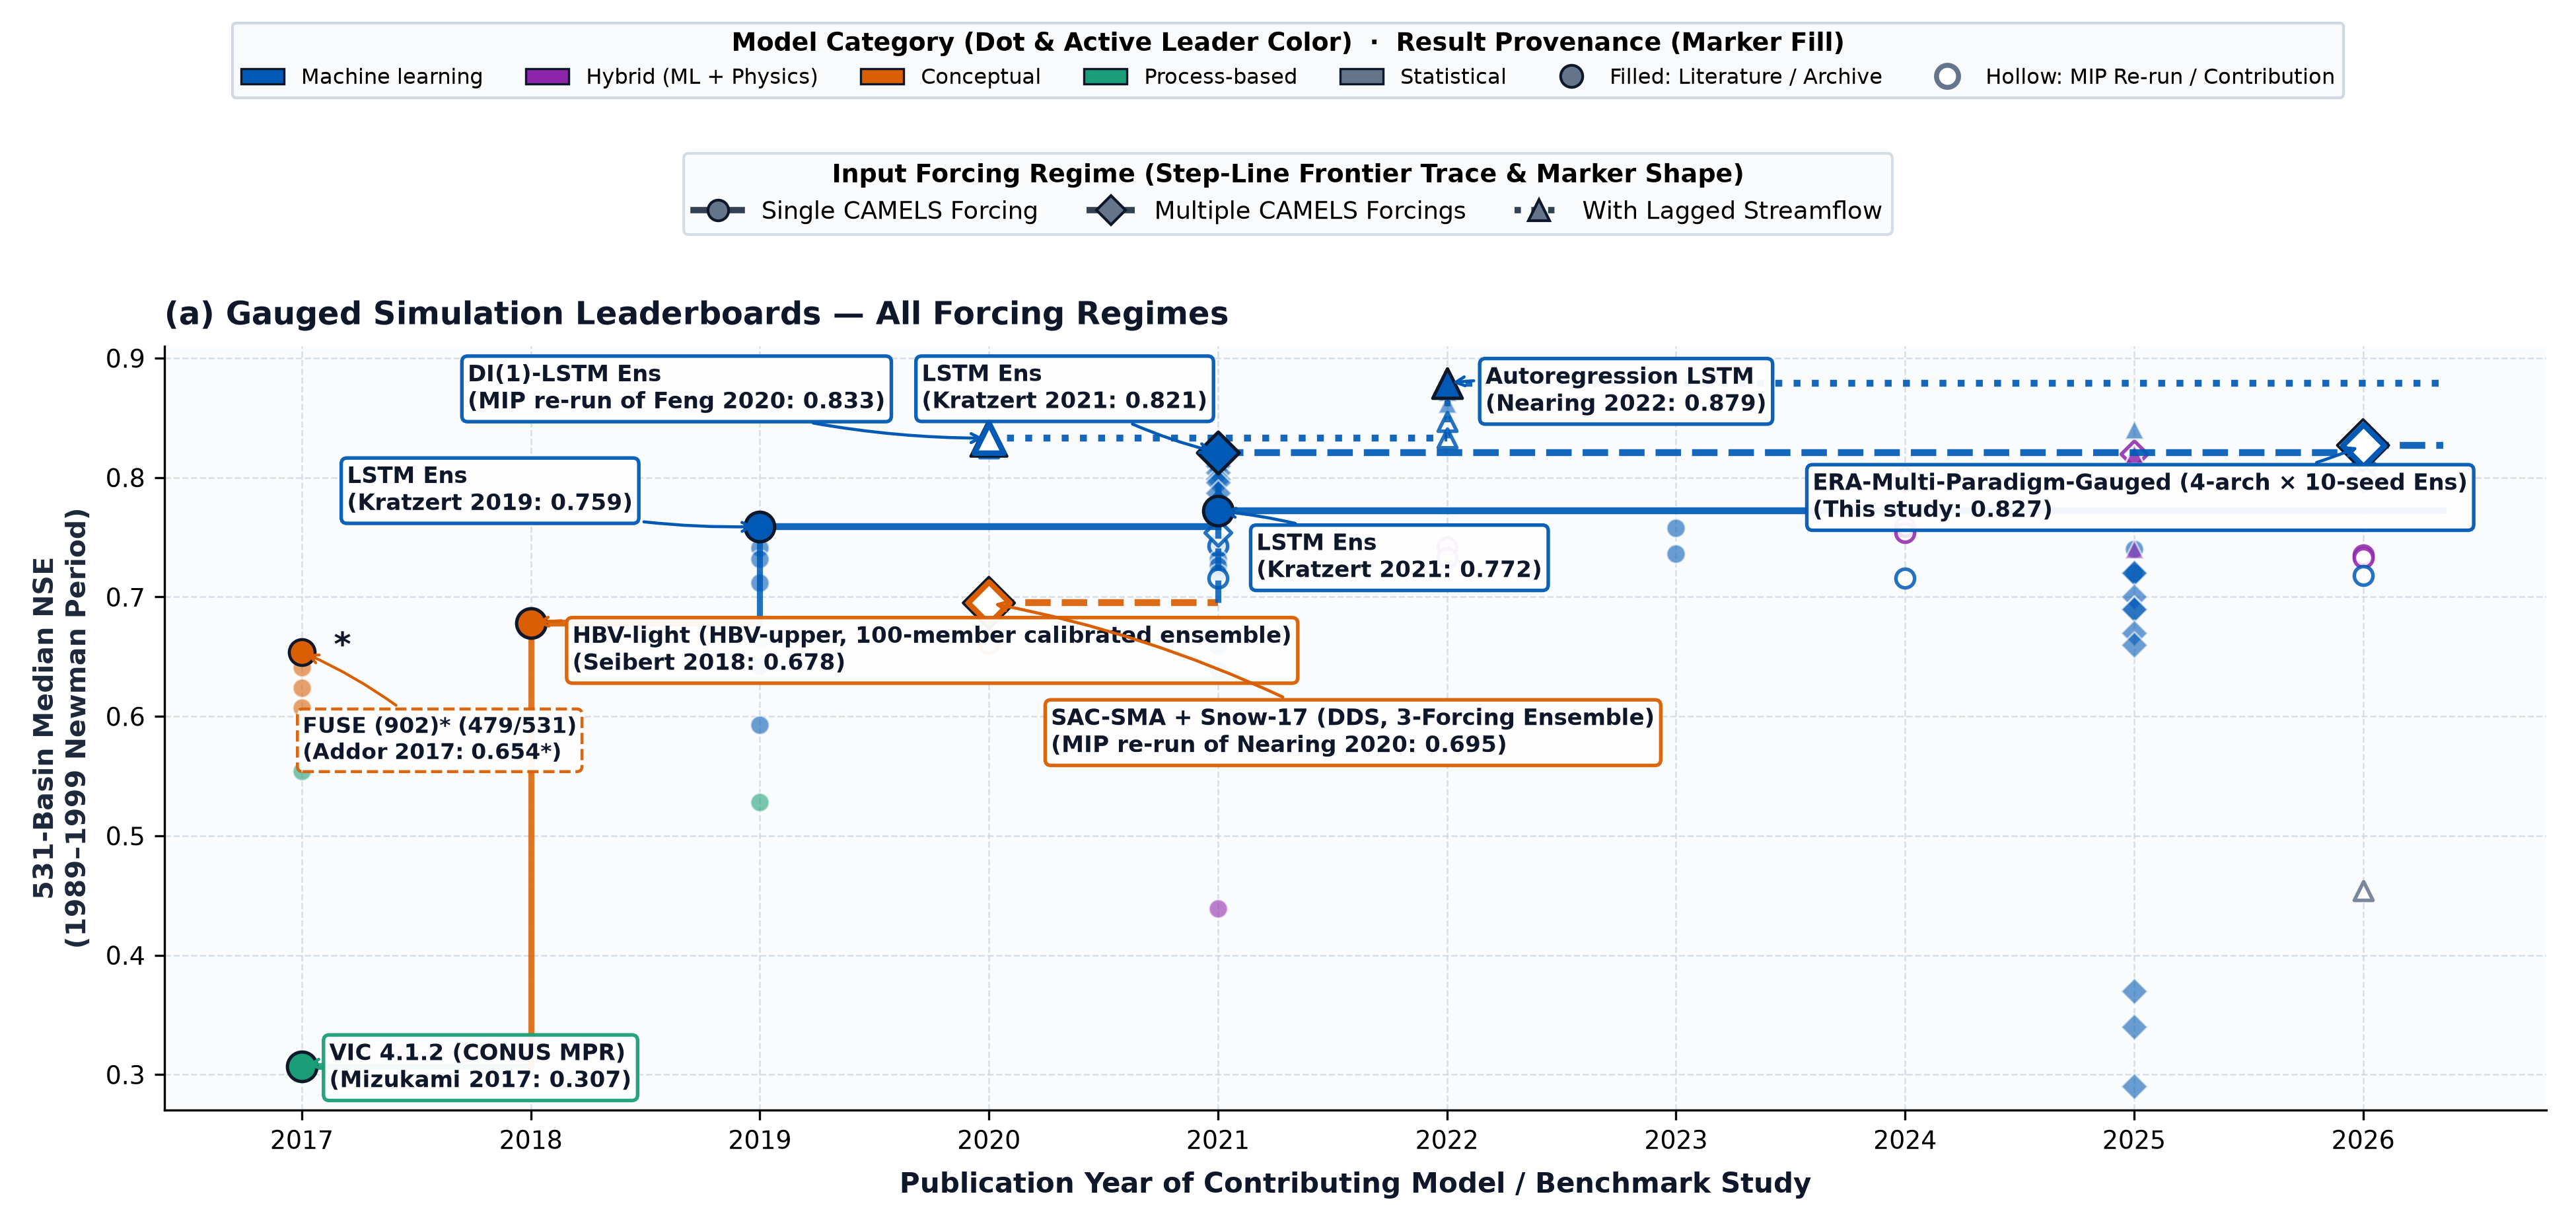 Model Category (Dot & Active Leader Color)  ·  Result Provenance (Marker Fill)
Machine learning
Hybrid (ML + Physics)
Conceptual
Process-based
Statistical
Filled: Literature / Archive
Hollow: MIP Re-run / Contribution
Input Forcing Regime (Step-Line Frontier Trace & Marker Shape)
Single CAMELS Forcing
Multiple CAMELS Forcings
With Lagged Streamflow
(a) Gauged Simulation Leaderboards — All Forcing Regimes
531-Basin Median NSE
(1989–1999 Newman Period)
0.9
0.8
0.7
0.6
0.5
0.4
0.3
DI(1)-LSTM Ens
(MIP re-run of Feng 2020: 0.833)
LSTM Ens
(Kratzert 2021: 0.821)
Autoregression LSTM
(Nearing 2022: 0.879)
LSTM Ens
(Kratzert 2019: 0.759)
ERA-Multi-Paradigm-Gauged (4-arch × 10-seed Ens)
(This study: 0.827)
LSTM Ens
(Kratzert 2021: 0.772)
*
HBV-light (HBV-upper, 100-member calibrated ensemble)
(Seibert 2018: 0.678)
FUSE (902)* (479/531)
(Addor 2017: 0.654*)
SAC-SMA + Snow-17 (DDS, 3-Forcing Ensemble)
(MIP re-run of Nearing 2020: 0.695)
VIC 4.1.2 (CONUS MPR)
(Mizukami 2017: 0.307)
2017
2018
2019
2020
2021
2022
2023
2024
2025
2026
Publication Year of Contributing Model / Benchmark Study